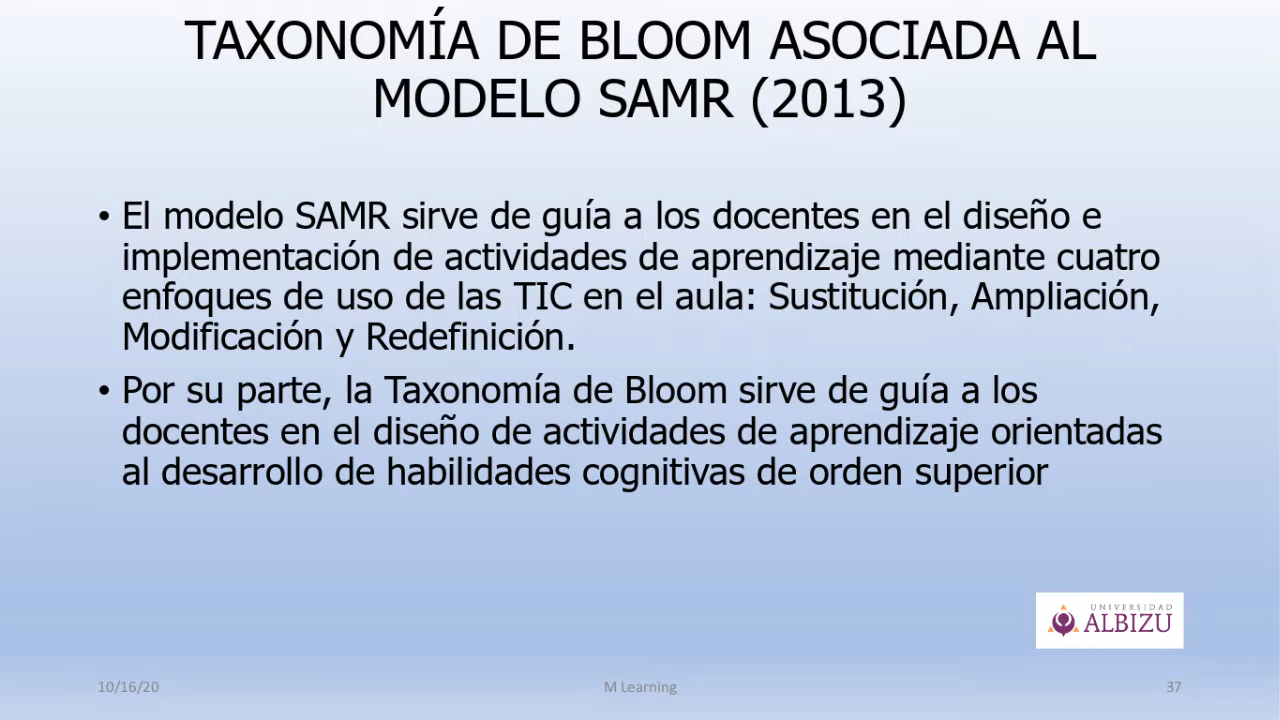 TAXONOMÍA DE BLOOM ASOCIADA AL
MODELO SAMR (2013)
• El modelo SAMR sirve de guía a los docentes en el diseño e
implementación de actividades de aprendizaje mediante cuatro
enfoques de uso de las TIC en el aula: Sustitución, Ampliación,
Modificación y Redefinición.
• Por su parte, la Taxonomía de Bloom sirve de guía a los
docentes en el diseño de actividades de aprendizaje orientadas
al desarrollo de habilidades cognitivas de orden superior
UNIVERSIDAD
ALBIZU
10/16/20
M Learning
37